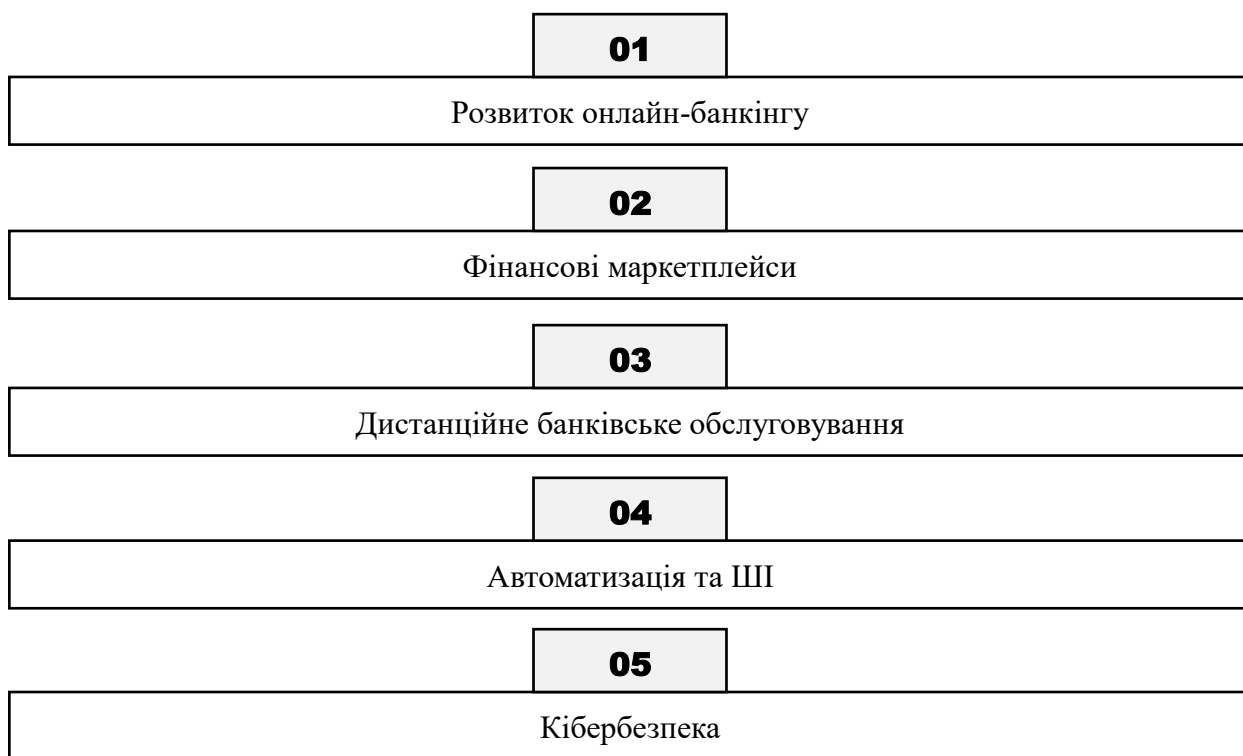 01
Розвиток онлайн-банкінгу
02
Фінансові маркетплейси
03
Дистанційне банківське обслуговування
04
Автоматизація та ШІ
05
Кібербезпека